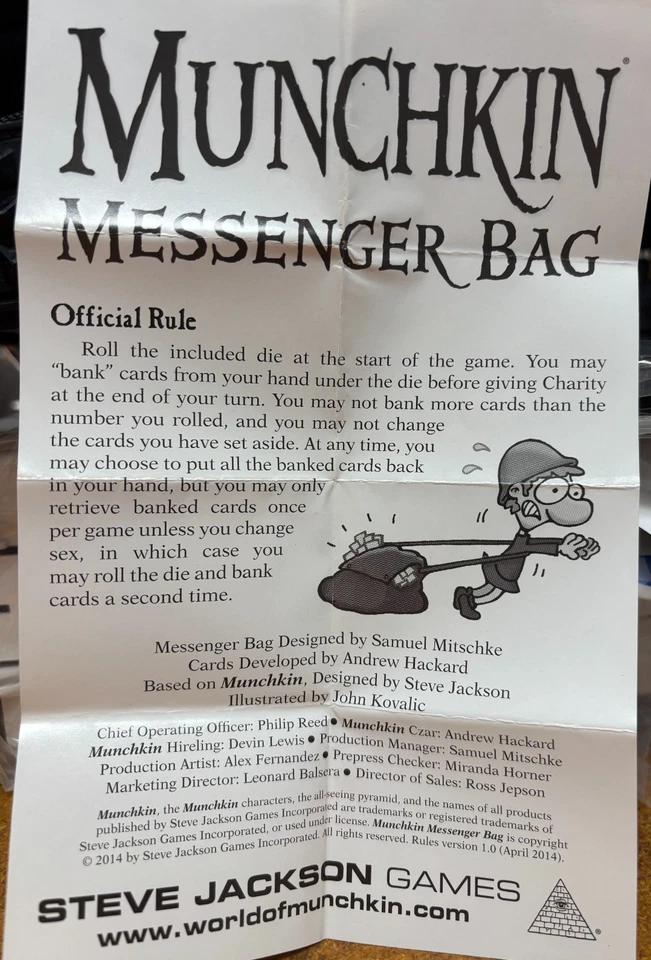 MUNCHKIN®
MESSENGER BAG
Official Rule
Roll the included die at the start of the game. You may
"bank" cards from your hand under the die before giving Charity
at the end of your turn. You may not bank more cards than the
number you rolled, and you may not change
the cards you have set aside. At any time, you
may choose to put all the banked cards back
in your hand, but you may only
retrieve banked cards once
per game unless you change
sex, in which case you
may roll the die and bank
cards a second time.
Messenger Bag Designed by Samuel Mitschke
Cards Developed by Andrew Hackard
Based on Munchkin, Designed by Steve Jackson
Illustrated by John Kovalic
Chief Operating Officer: Philip Reed • Munchkin Czar: Andrew Hackard
Munchkin Hireling: Devin Lewis • Production Manager: Samuel Mitschke
Production Artist: Alex Fernandez • Prepress Checker: Miranda Horner
Marketing Director: Leonard Balsera • Director of Sales: Ross Jepson
Munchkin, the Munchkin characters, the all-seeing pyramid, and the names of all products
published by Steve Jackson Games Incorporated are trademarks or registered trademarks of
Steve Jackson Games Incorporated, or used under license. Munchkin Messenger Bag is copyright
© 2014 by Steve Jackson Games Incorporated. All rights reserved. Rules version 1.0 (April 2014).
STEVE JACKSON GAMES
www.worldofmunchkin.com
®